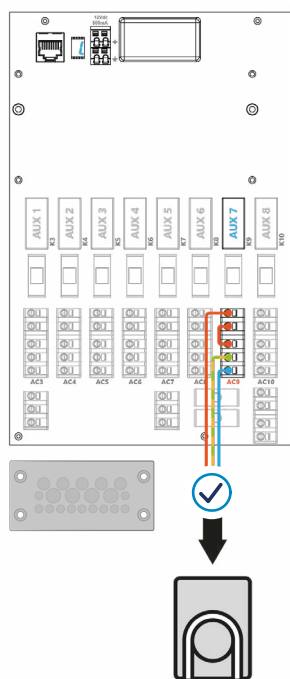 12Vdc
500mA
+
AUX 1
K3
AUX 2
K4
AUX 3
K5
AUX 4
K6
AUX 5
K7
AUX 6
K8
AUX 7
K9
AUX 8
K10
AC3
AC4
AC5
AC6
AC7
AC8
AC9
AC10